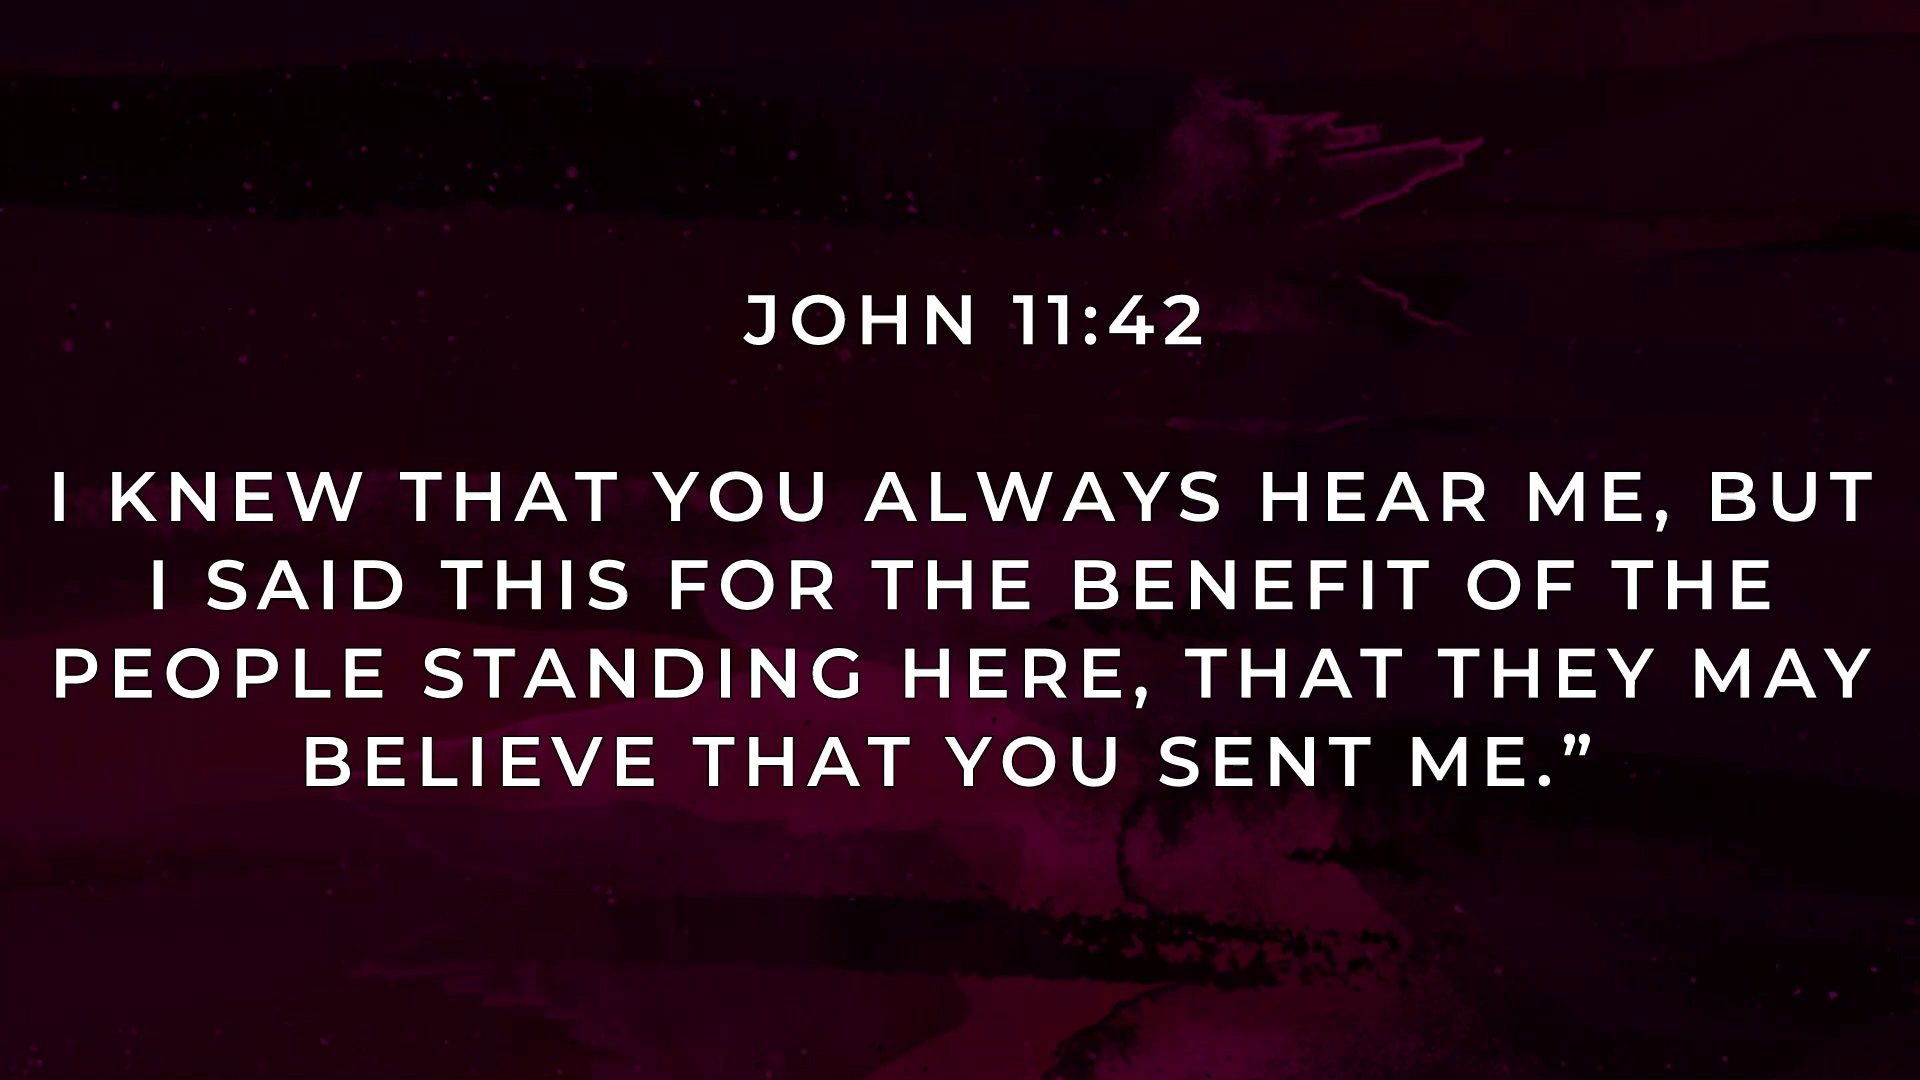 JOHN 11:42
I KNEW THAT YOU ALWAYS HEAR ME, BUT
I SAID THIS FOR THE BENEFIT OF THE
PEOPLE STANDING HERE, THAT THEY MAY
BELIEVE THAT YOU SENT ME.”